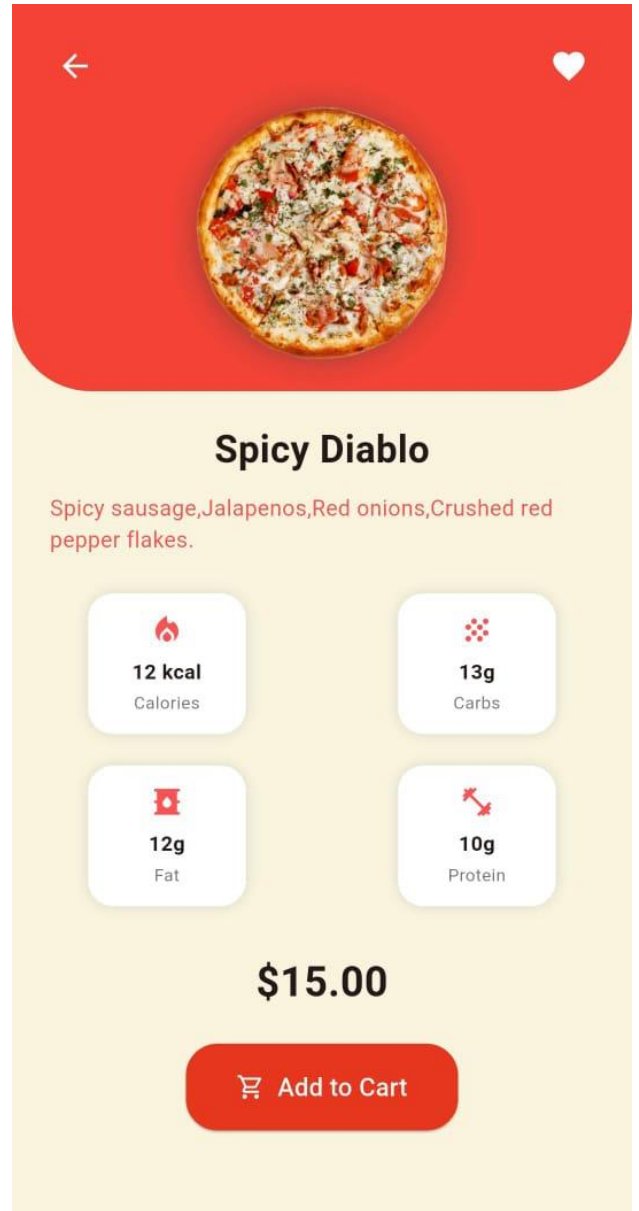 Spicy Diablo
Spicy sausage,Jalapenos,Red onions,Crushed red
pepper flakes.
12 kcal
Calories
13g
Carbs
12g
Fat
10g
Protein
$15.00
Add to Cart